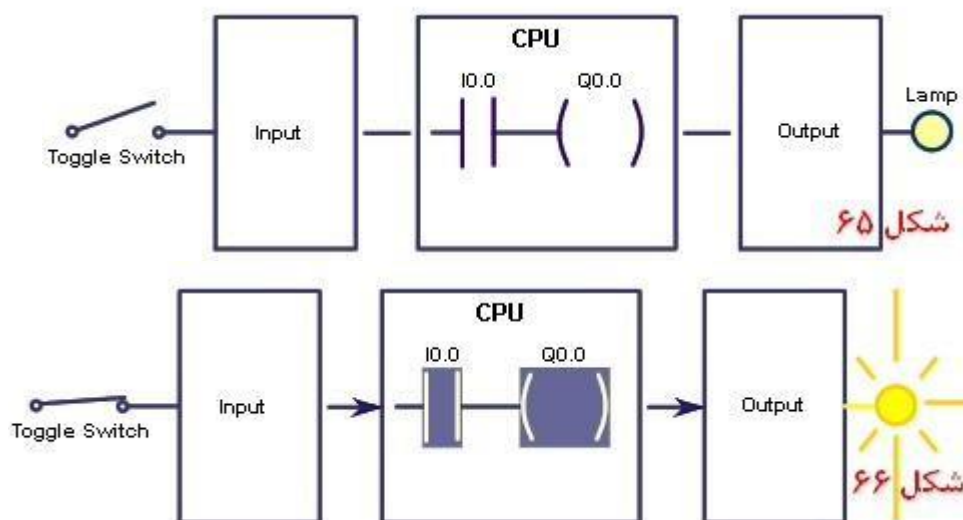 CPU
I0.0 Q0.0
Lamp
Toggle Switch
Input
Output
شکل ۶۵
CPU
I0.0 Q0.0
Toggle Switch
Input
Output
شکل ۶۶